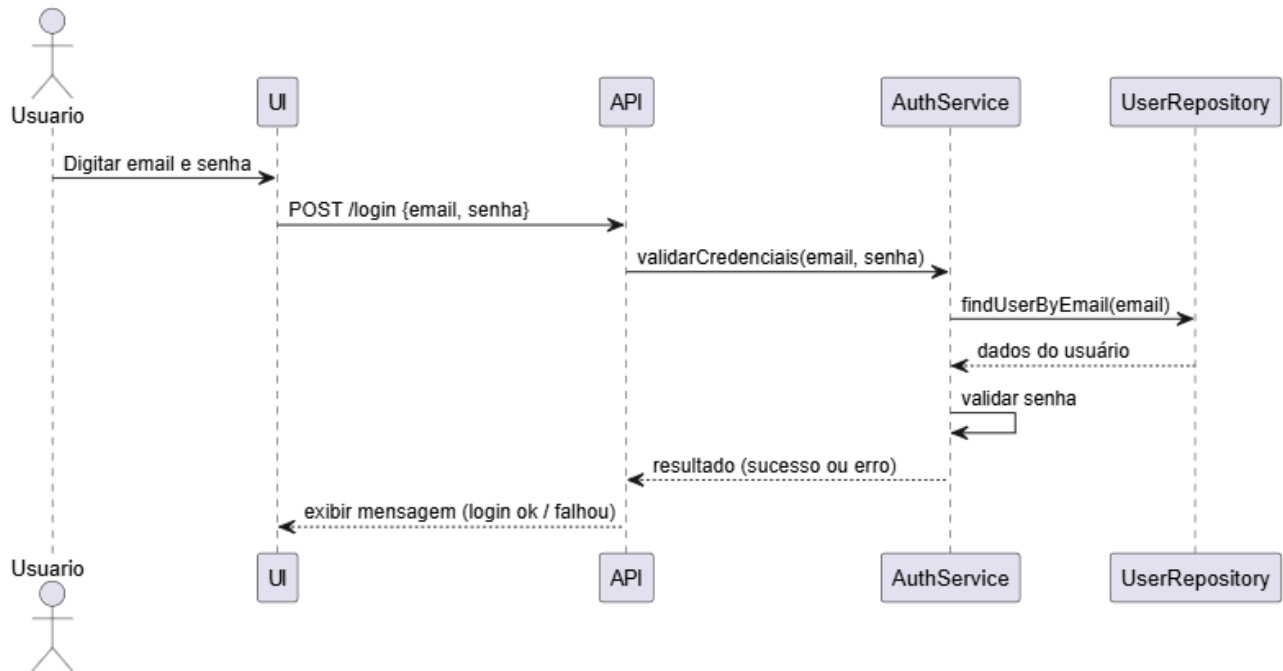 Usuario
UI
API
AuthService
UserRepository
Digitar email e senha
POST /login {email, senha}
validarCredenciais(email, senha)
findUserByEmail(email)
dados do usuário
validar senha
resultado (sucesso ou erro)
exibir mensagem (login ok / falhou)
Usuario
UI
API
AuthService
UserRepository